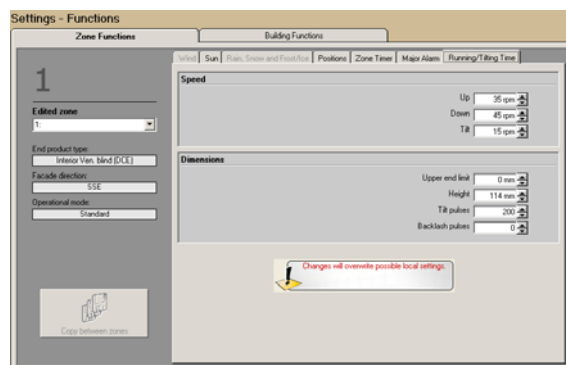 Settings - Functions
Zone Functions
Building Functions
Wind
Sun
Rain, Snow and Frost/Ice
Positions
Zone Timer
Major Alarm
Running/Tilting Time
1
Edited zone
1:
End product type:
Interior Ven. blind (DCE)
Facade direction:
SSE
Operational mode:
Standard
Copy between zones
Speed
Up 35 rpm
Down 45 rpm
Tilt 15 rpm
Dimensions
Upper end limit 0 mm
Height 114 mm
Tilt pulses 200
Backlash pulses 0
Changes will overwrite possible local settings.